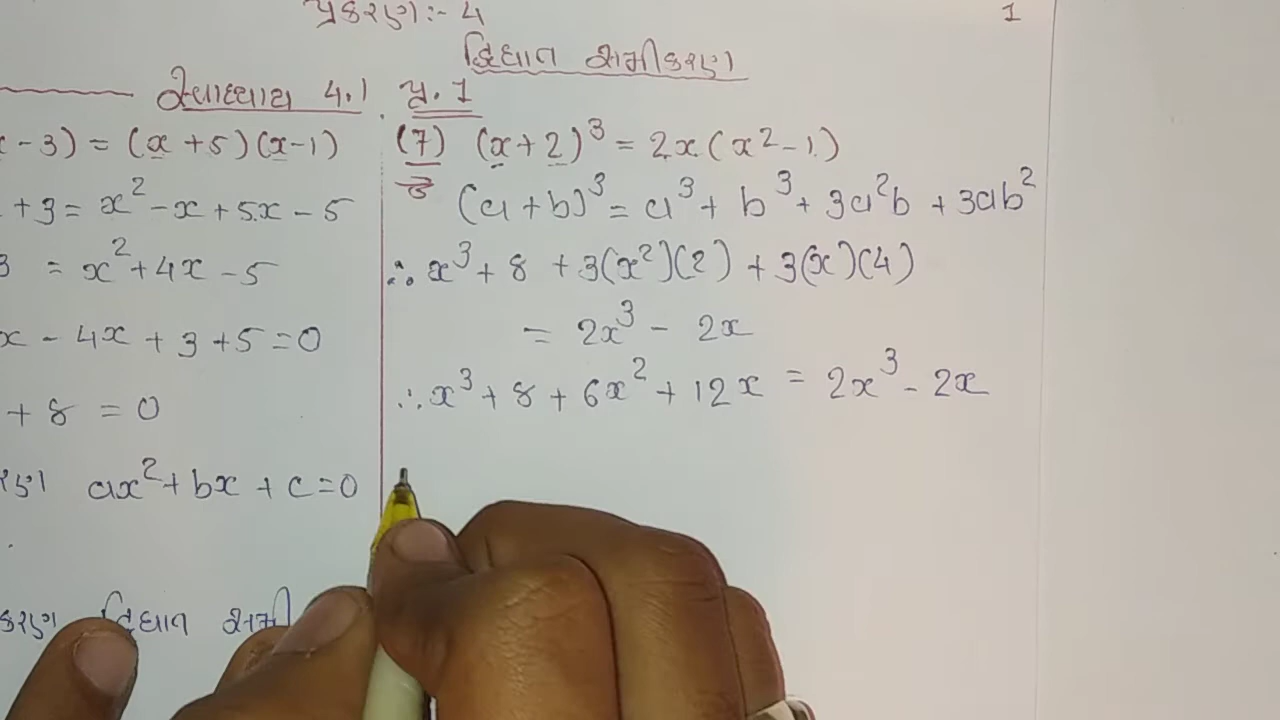 પ્રકરણ :- 4
1
દ્વિઘાત સમીકરણ
સ્વાધ્યાય 4.1 પ્ર. 1
- 3) = (x + 5)(x - 1)
+ 3 = x² - x + 5x - 5
3 = x² + 4x - 5
x - 4x + 3 + 5 = 0
+ 8 = 0
ax² + bx + c = 0
દ્વિઘાત સમી
(7) (x + 2)³ = 2x(x² - 1)
(a + b)³ = a³ + b³ + 3a²b + 3ab²
∴ x³ + 8 + 3(x²)(2) + 3(x)(4)
= 2x³ - 2x
∴ x³ + 8 + 6x² + 12x = 2x³ - 2x